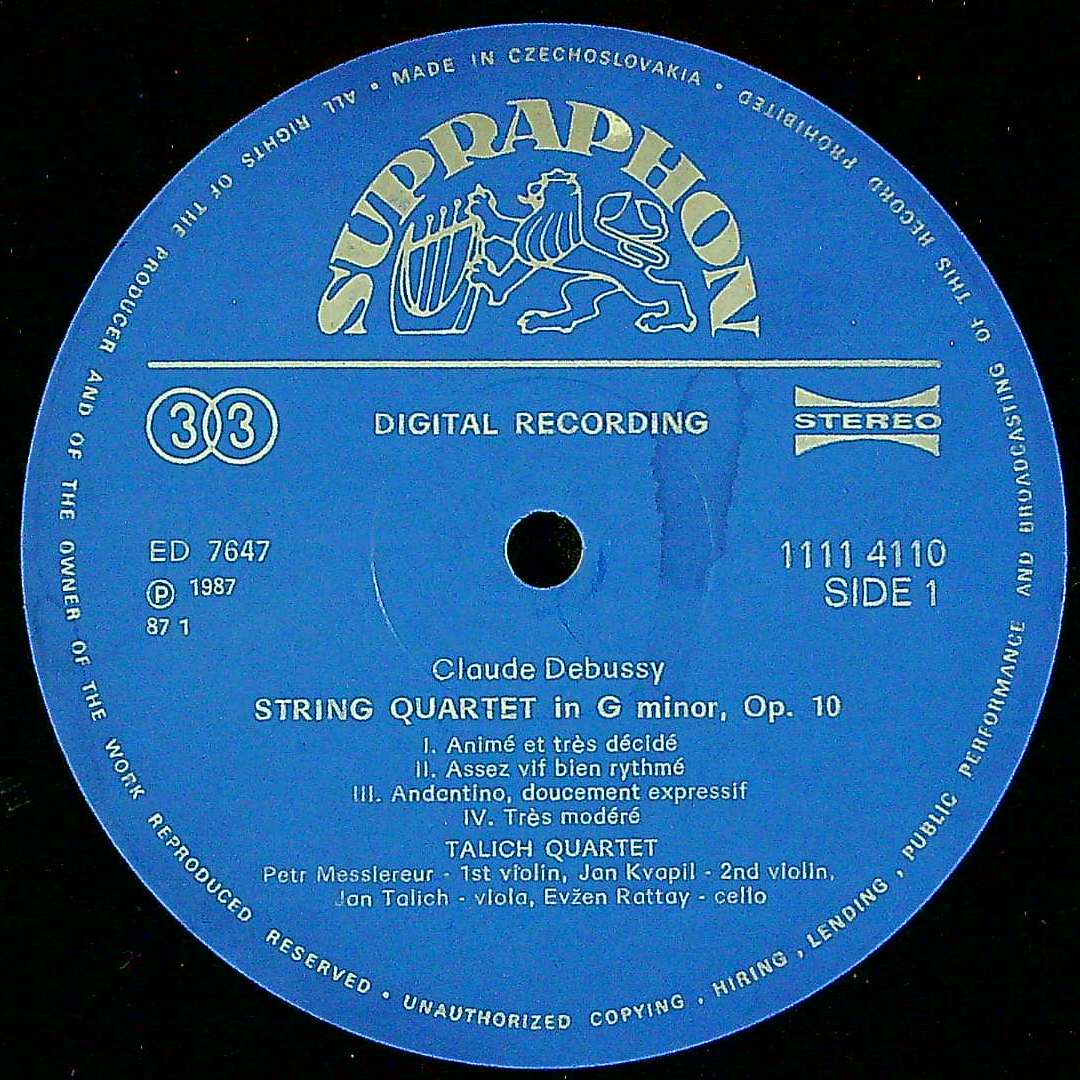 MADE IN CZECHOSLOVAKIA • ALL RIGHTS OF THE PRODUCER AND OF THE OWNER OF THE WORK REPRODUCED RESERVED • UNAUTHORIZED COPYING , HIRING , LENDING , PUBLIC PERFORMANCE AND BROADCASTING OF THIS RECORD PROHIBITED •
SUPRAPHON
33
DIGITAL RECORDING
STEREO
ED 7647
℗ 1987
87 1
1111 4110
SIDE 1
Claude Debussy
STRING QUARTET in G minor, Op. 10
I. Animé et très décidé
II. Assez vif bien rythmé
III. Andantino, doucement expressif
IV. Très modéré
TALICH QUARTET
Petr Messiereur - 1st violin, Jan Kvapil - 2nd violin,
Jan Talich - viola, Evžen Rattay - cello